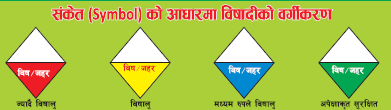 संकेत (Symbol) को आधारमा विषादीको वर्गीकरण
विष/जहर विष/जहर विष/जहर विष/जहर
ज्यादै विषालु विषालु मध्यम रुपले विषालु अपेक्षाकृत सुरक्षित